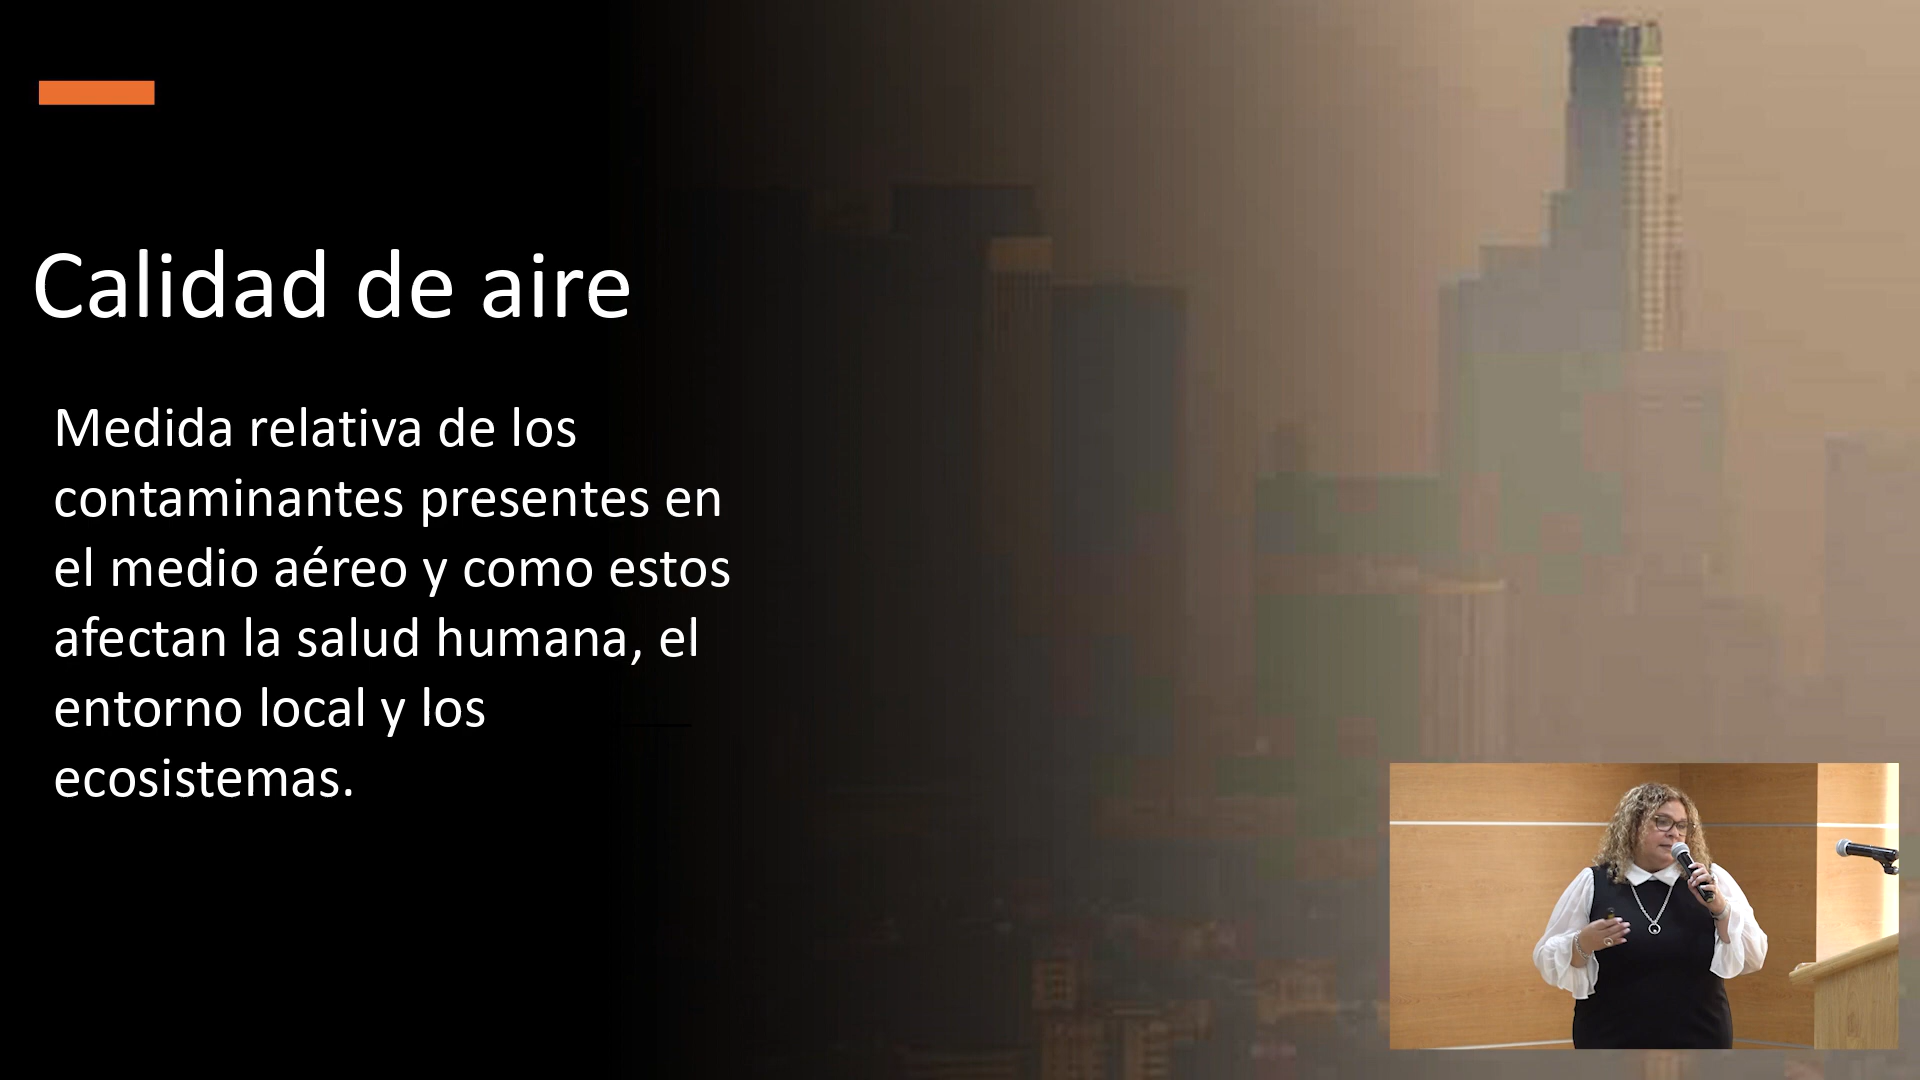 Calidad de aire
Medida relativa de los
contaminantes presentes en
el medio aéreo y como estos
afectan la salud humana, el
entorno local y los
ecosistemas.